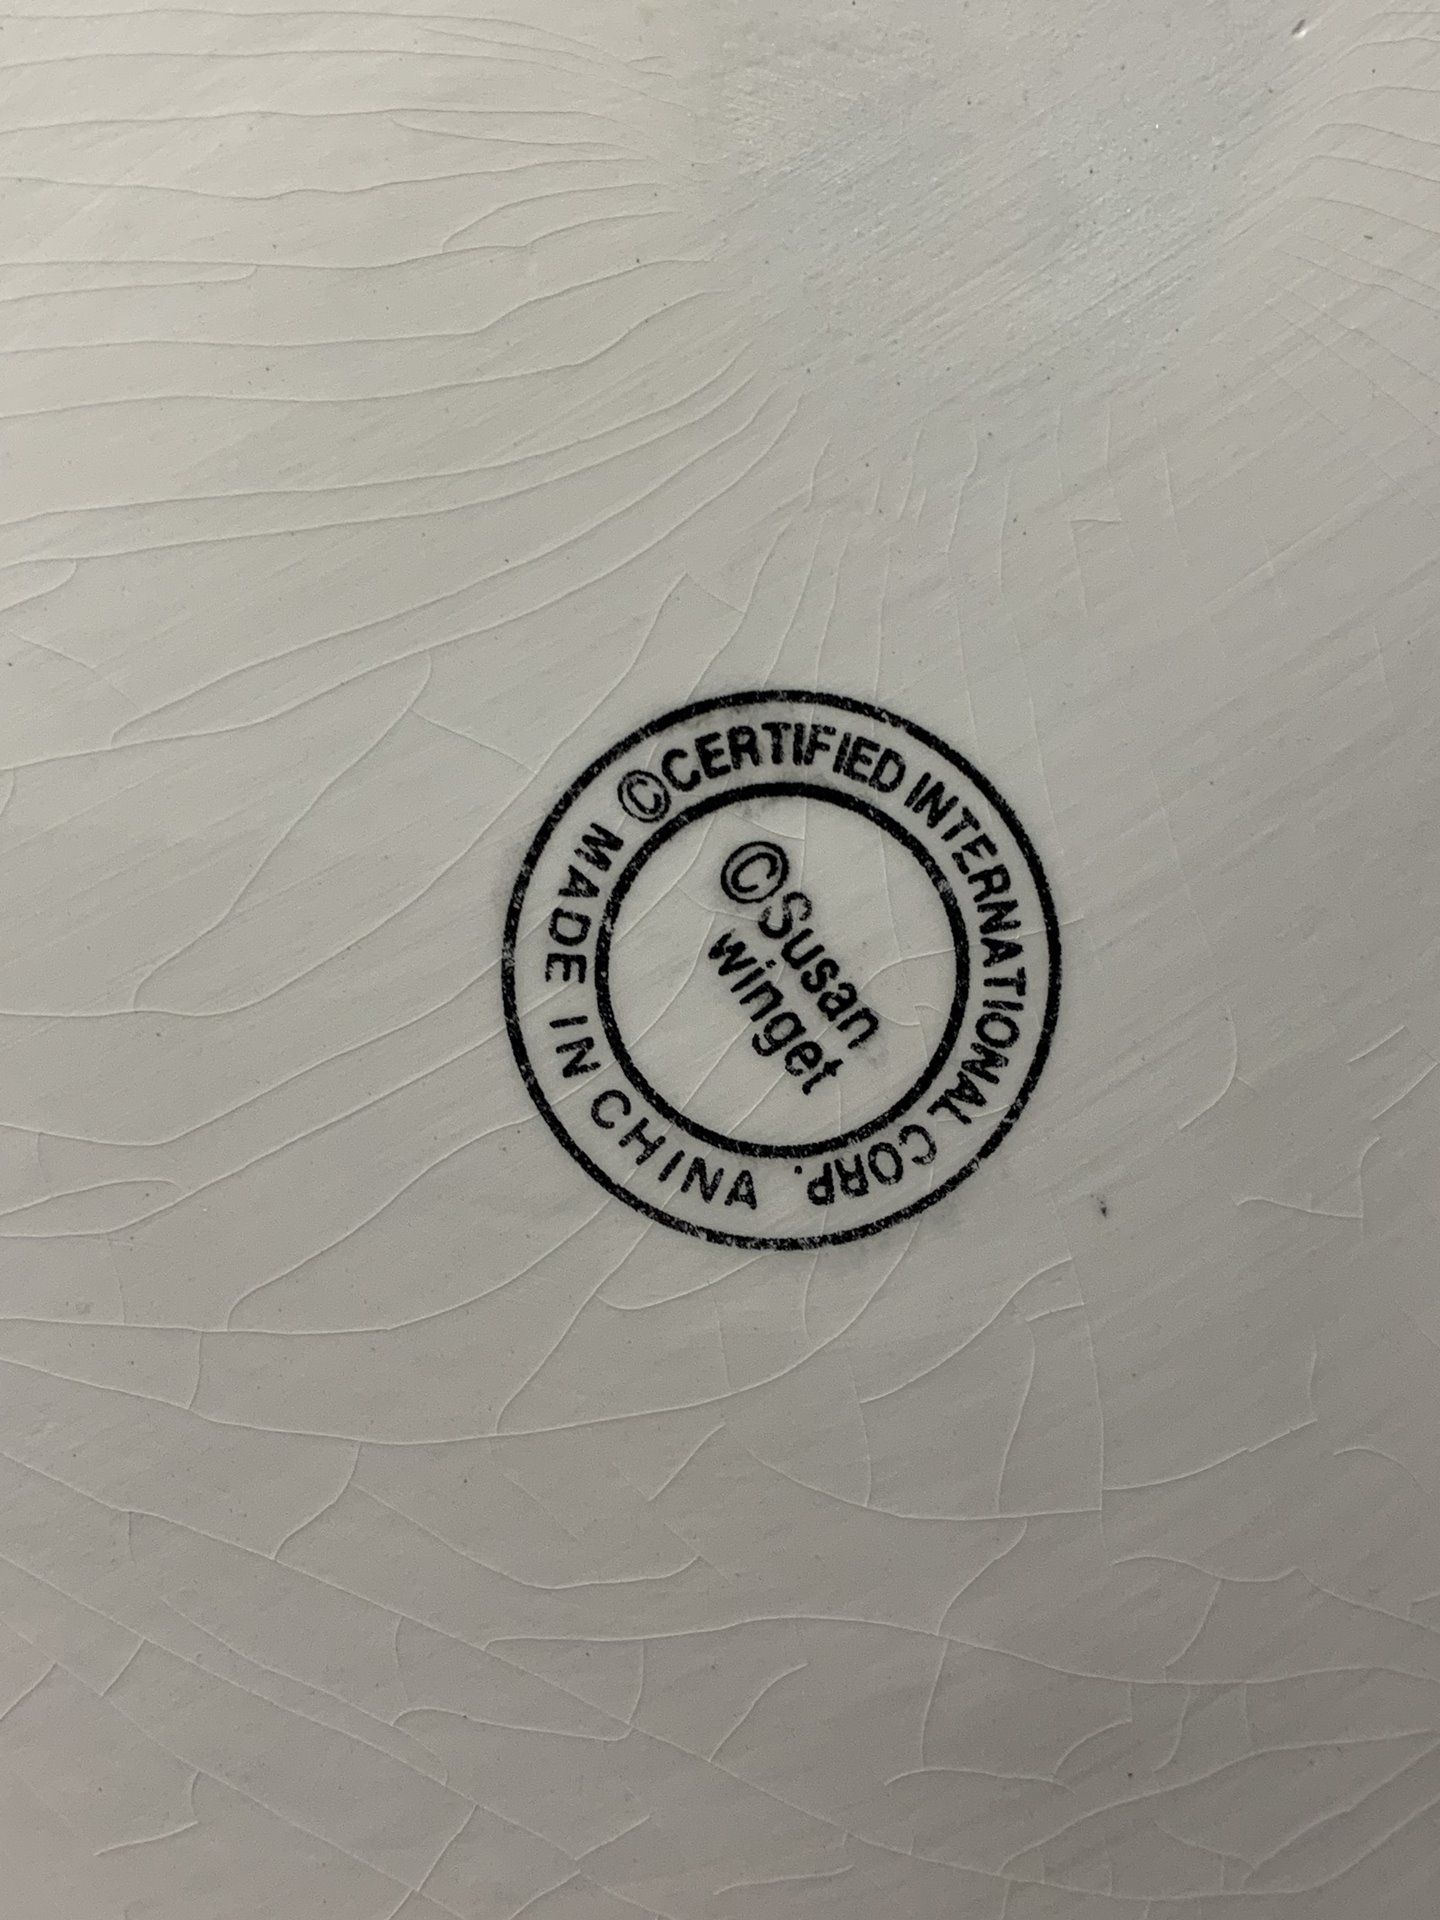 ©CERTIFIED INTERNATIONAL CORP.
MADE IN CHINA
©Susan
winget